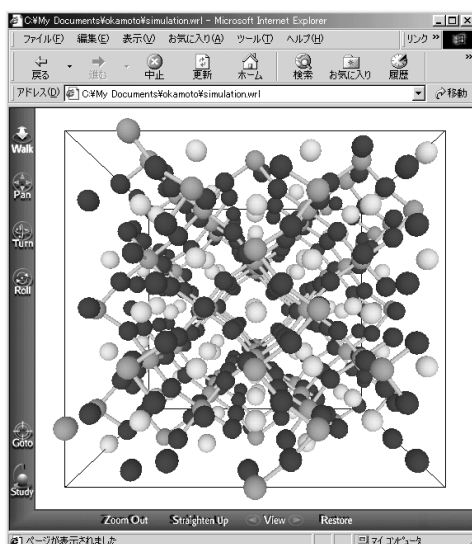 C:¥My Documents¥okamoto¥simulation.wrl - Microsoft Internet Explorer
ファイル(F) 編集(E) 表示(V) お気に入り(A) ツール(T) ヘルプ(H) リンク »
戻る 進む 中止 更新 ホーム 検索 お気に入り 履歴 »
アドレス(D) C:¥My Documents¥okamoto¥simulation.wrl 移動
Walk
Pan
Turn
Roll
Goto
Study
Zoom Out Straighten Up View Restore
ページが表示されました マイ コンピュータ